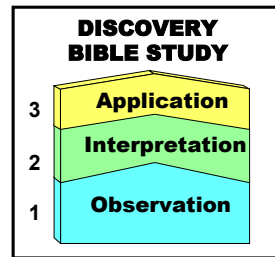 DISCOVERY
BIBLE STUDY
3 Application
2 Interpretation
1 Observation